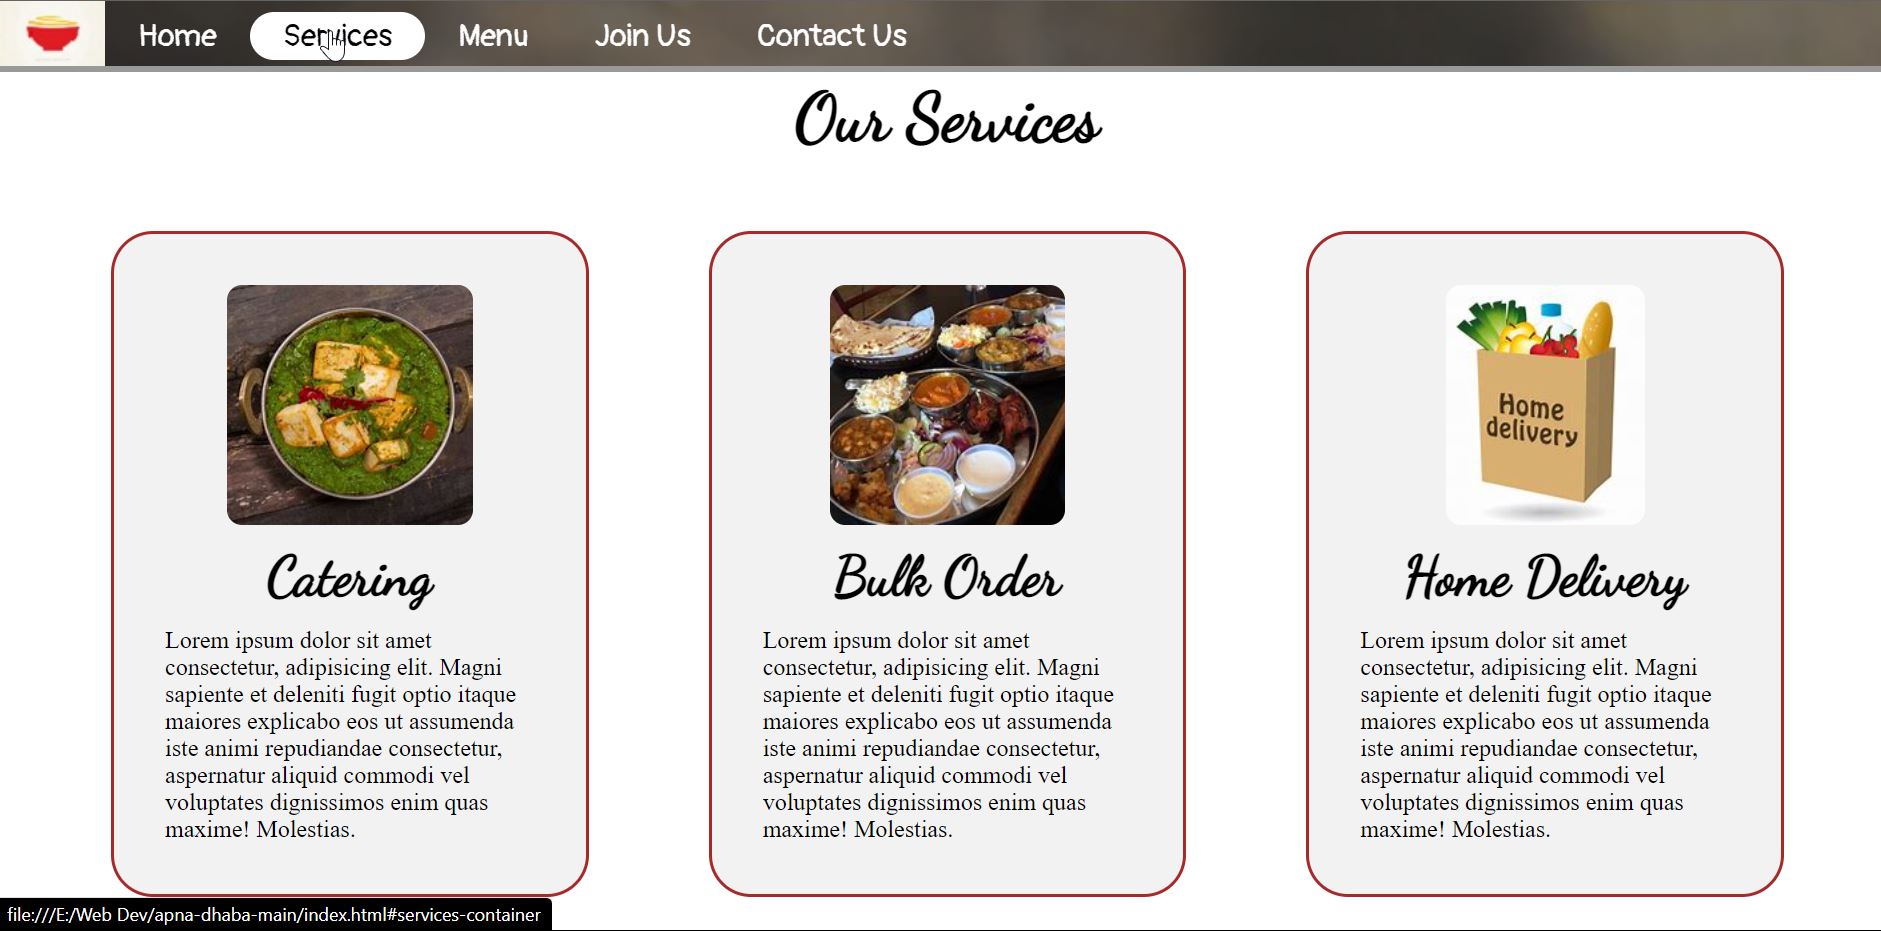 Home Services Menu Join Us Contact Us
Our Services
Home
delivery
Catering
Lorem ipsum dolor sit amet
consectetur, adipisicing elit. Magni
sapiente et deleniti fugit optio itaque
maiores explicabo eos ut assumenda
iste animi repudiandae consectetur,
aspernatur aliquid commodi vel
voluptates dignissimos enim quas
maxime! Molestias.
Bulk Order
Lorem ipsum dolor sit amet
consectetur, adipisicing elit. Magni
sapiente et deleniti fugit optio itaque
maiores explicabo eos ut assumenda
iste animi repudiandae consectetur,
aspernatur aliquid commodi vel
voluptates dignissimos enim quas
maxime! Molestias.
Home Delivery
Lorem ipsum dolor sit amet
consectetur, adipisicing elit. Magni
sapiente et deleniti fugit optio itaque
maiores explicabo eos ut assumenda
iste animi repudiandae consectetur,
aspernatur aliquid commodi vel
voluptates dignissimos enim quas
maxime! Molestias.
file:///E:/Web Dev/apna-dhaba-main/index.html#services-container